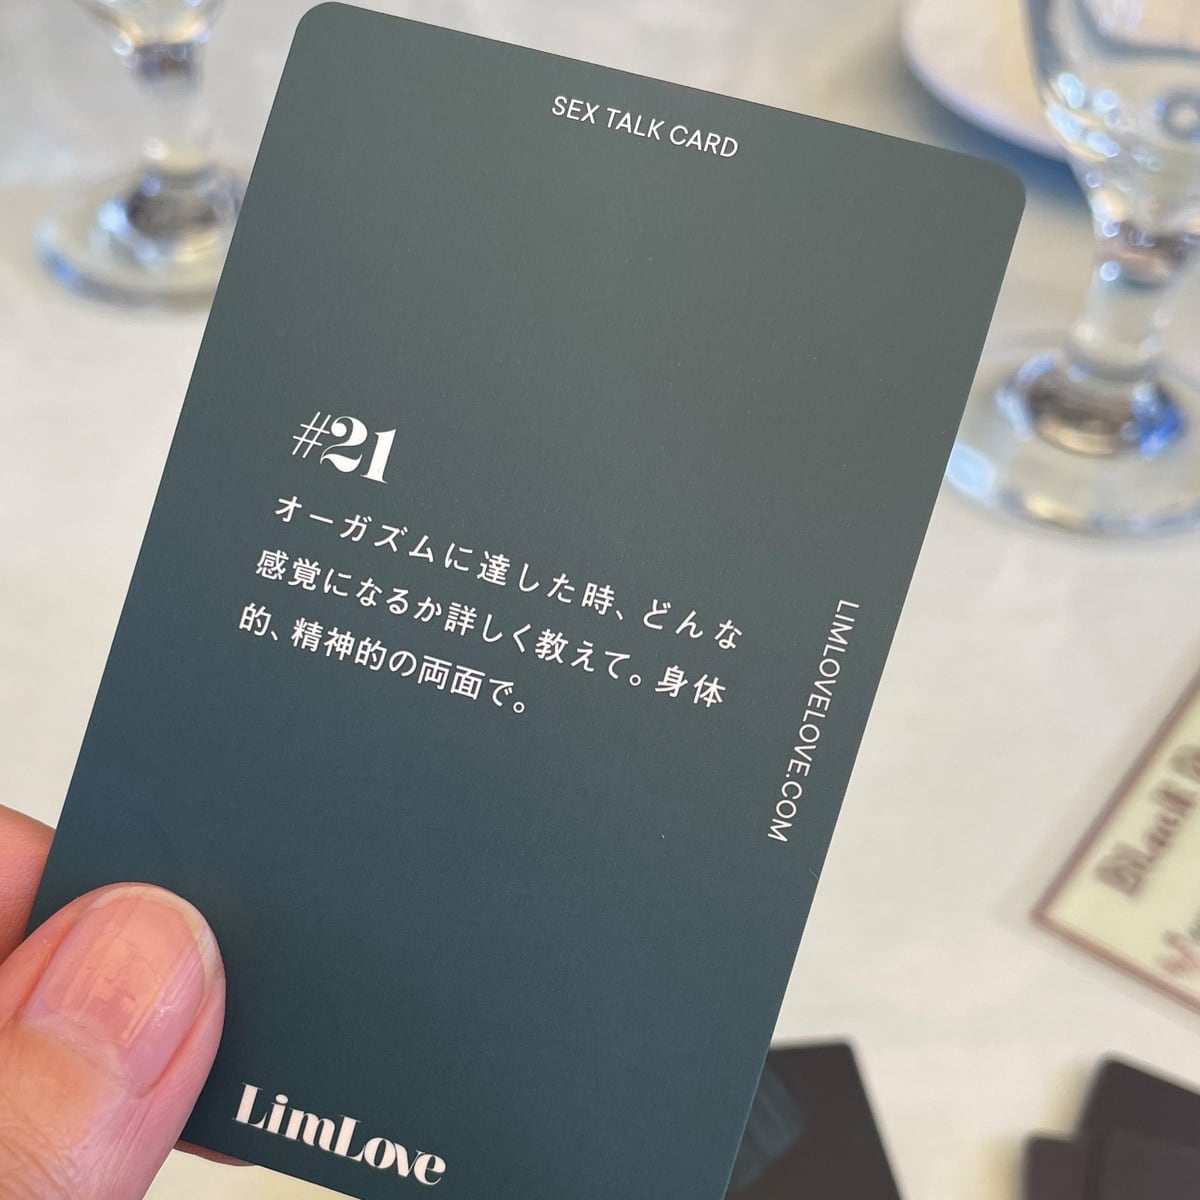 SEX TALK CARD
#21
オーガズムに達した時、どんな
感覚になるか詳しく教えて。身体
的、精神的の両面で。
LIMLOVELOVE.COM
LimLove
Black